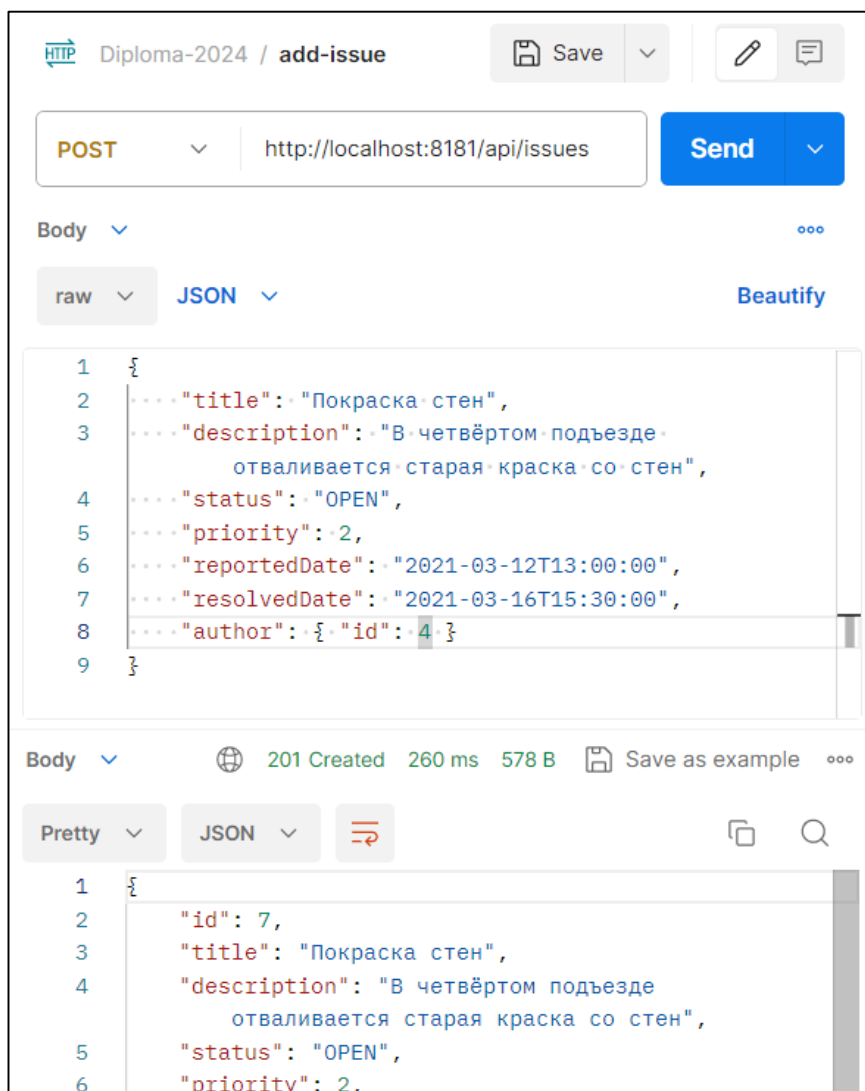 HTTP Diploma-2024 / add-issue Save
POST http://localhost:8181/api/issues Send
Body
raw JSON Beautify
1 {
2 "title": "Покраска стен",
3 "description": "В четвёртом подъезде
отваливается старая краска со стен",
4 "status": "OPEN",
5 "priority": 2,
6 "reportedDate": "2021-03-12T13:00:00",
7 "resolvedDate": "2021-03-16T15:30:00",
8 "author": { "id": 4 }
9 }
Body 201 Created 260 ms 578 B Save as example
Pretty JSON
1 {
2 "id": 7,
3 "title": "Покраска стен",
4 "description": "В четвёртом подъезде
отваливается старая краска со стен",
5 "status": "OPEN",
6 "priority": 2,